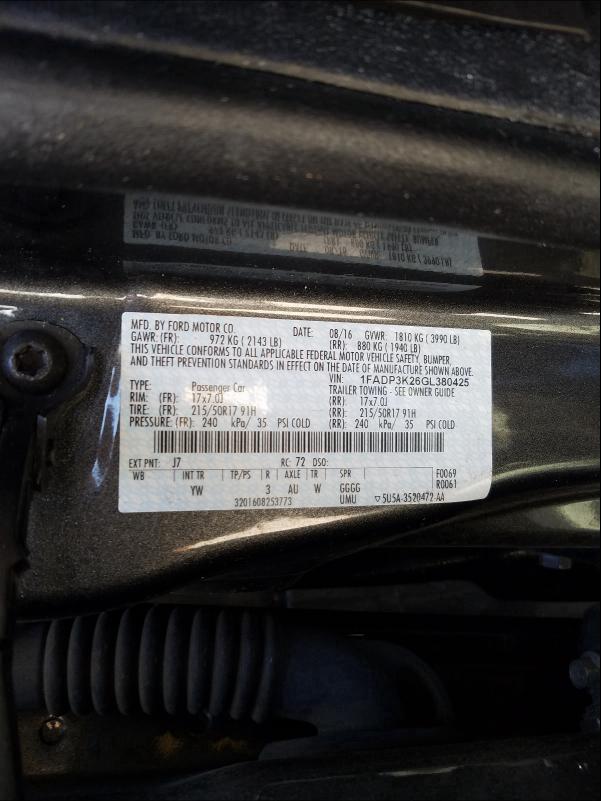 MFD. BY FORD MOTOR CO.
DATE: 08/16 GVWR: 1810 KG (3990 LB)
GAWR: (FR): 972 KG (2143 LB) (RR): 880 KG (1940 LB)
THIS VEHICLE CONFORMS TO ALL APPLICABLE FEDERAL MOTOR VEHICLE SAFETY, BUMPER,
AND THEFT PREVENTION STANDARDS IN EFFECT ON THE DATE OF MANUFACTURE SHOWN ABOVE.
VIN: 1FADP3K26GL380425
TYPE: Passenger Car TRAILER TOWING - SEE OWNER GUIDE
RIM: (FR): 17x7.0J (RR): 17x7.0J
TIRE: (FR): 215/50R17 91H (RR): 215/50R17 91H
PRESSURE: (FR): 240 kPa/ 35 PSI COLD (RR): 240 kPa/ 35 PSI COLD
EXT PNT: J7 RC: 72 DSO: F0069
WB INT TR TP/PS R AXLE TR SPR R0061
YW 3 AU W GGGG
3201608253773 UMU ▽ 5U5A-3520472-AA